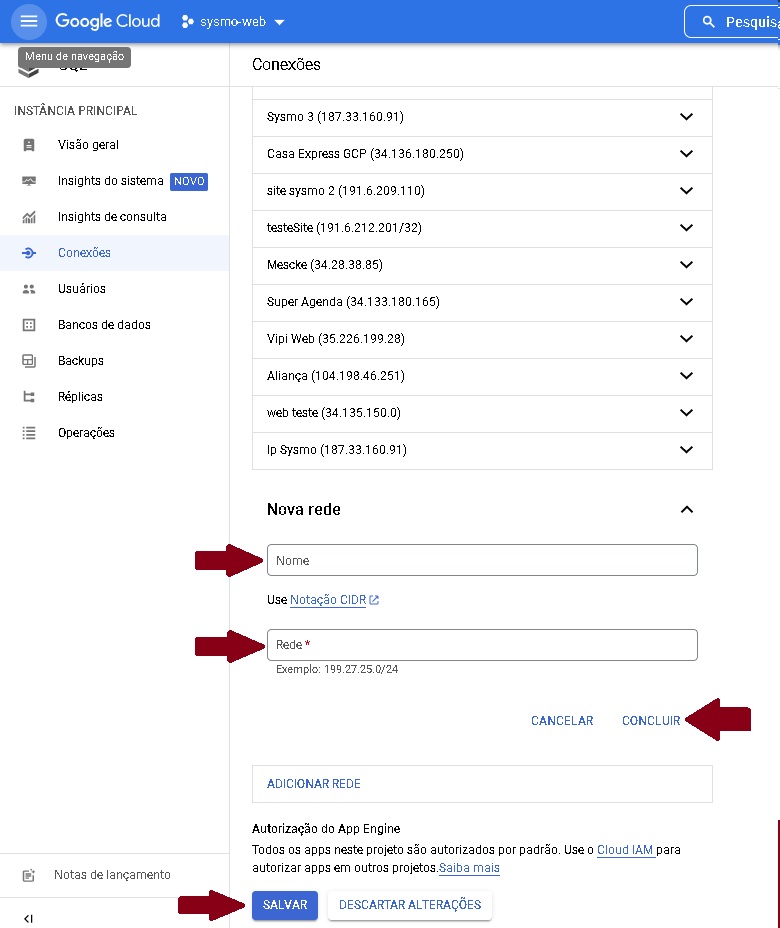 Google Cloud
sysmo-web
Pesquis
Menu de navegação
Conexões
INSTÂNCIA PRINCIPAL
Visão geral
Insights do sistema NOVO
Insights de consulta
Conexões
Usuários
Bancos de dados
Backups
Réplicas
Operações
Sysmo 3 (187.33.160.91)
Casa Express GCP (34.136.180.250)
site sysmo 2 (191.6.209.110)
testeSite (191.6.212.201/32)
Mescke (34.28.38.85)
Super Agenda (34.133.180.165)
Vipi Web (35.226.199.28)
Aliança (104.198.46.251)
web teste (34.135.150.0)
Ip Sysmo (187.33.160.91)
Nova rede
Nome
Use Notação CIDR
Rede *
Exemplo: 199.27.25.0/24
CANCELAR CONCLUIR
ADICIONAR REDE
Autorização do App Engine
Todos os apps neste projeto são autorizados por padrão. Use o Cloud IAM para
autorizar apps em outros projetos.Saiba mais
SALVAR DESCARTAR ALTERAÇÕES
Notas de lançamento